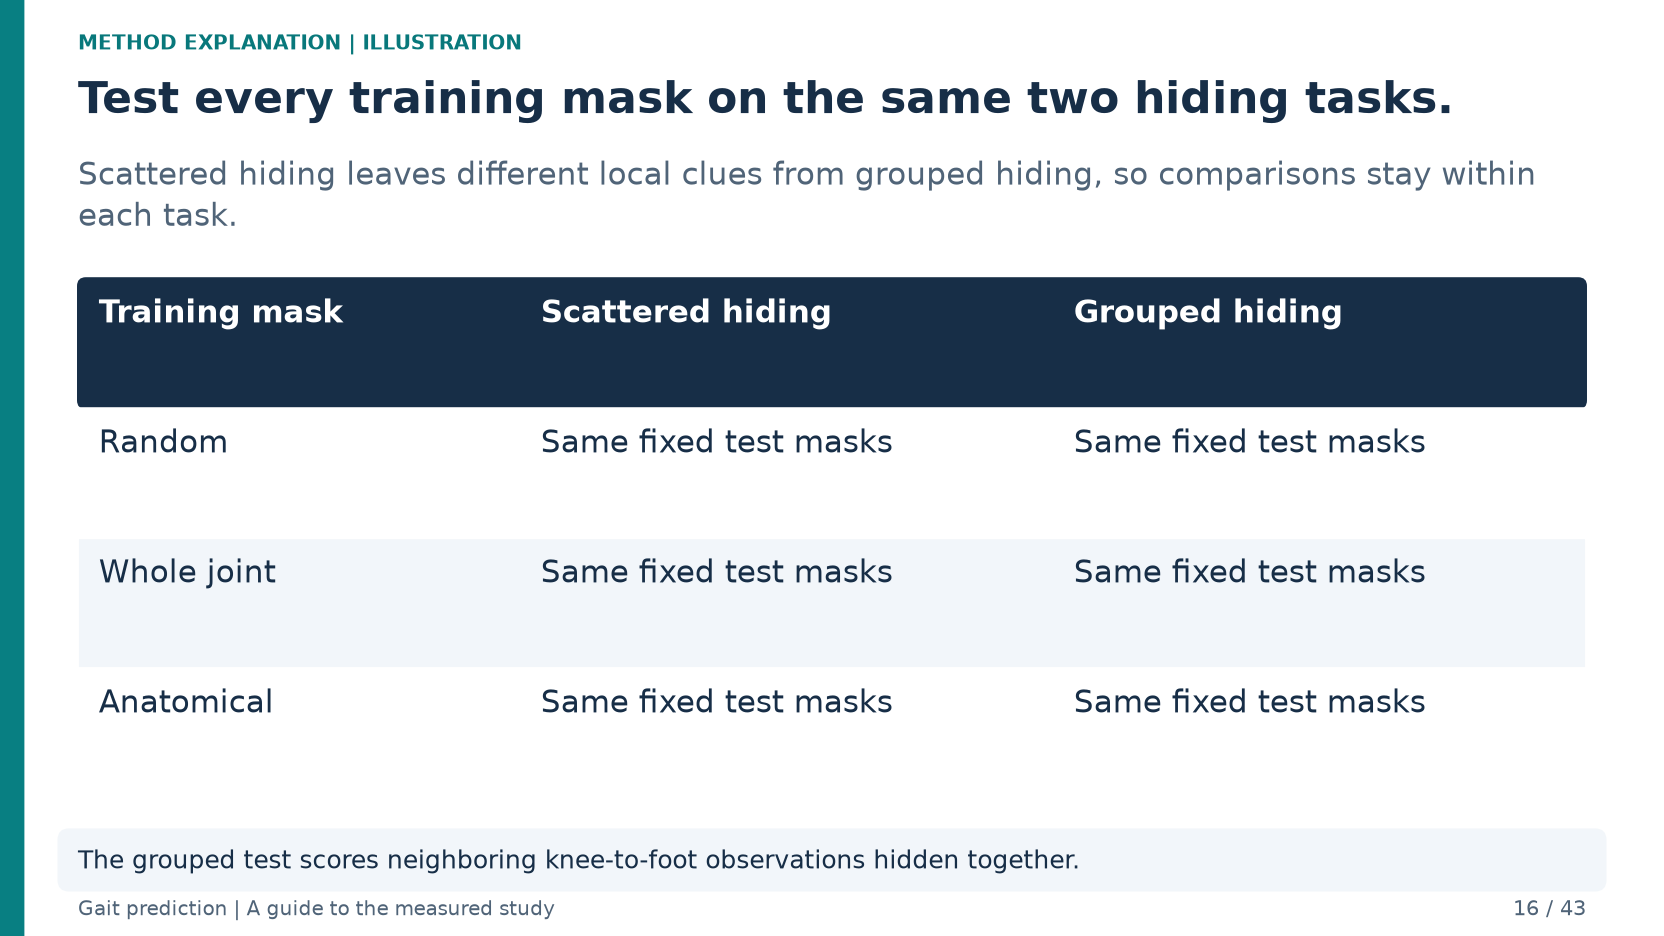 METHOD EXPLANATION | ILLUSTRATION
Test every training mask on the same two hiding tasks.
Scattered hiding leaves different local clues from grouped hiding, so comparisons stay within
each task.
Training mask Scattered hiding Grouped hiding
Random Same fixed test masks Same fixed test masks
Whole joint Same fixed test masks Same fixed test masks
Anatomical Same fixed test masks Same fixed test masks
The grouped test scores neighboring knee-to-foot observations hidden together.
Gait prediction | A guide to the measured study 16 / 43